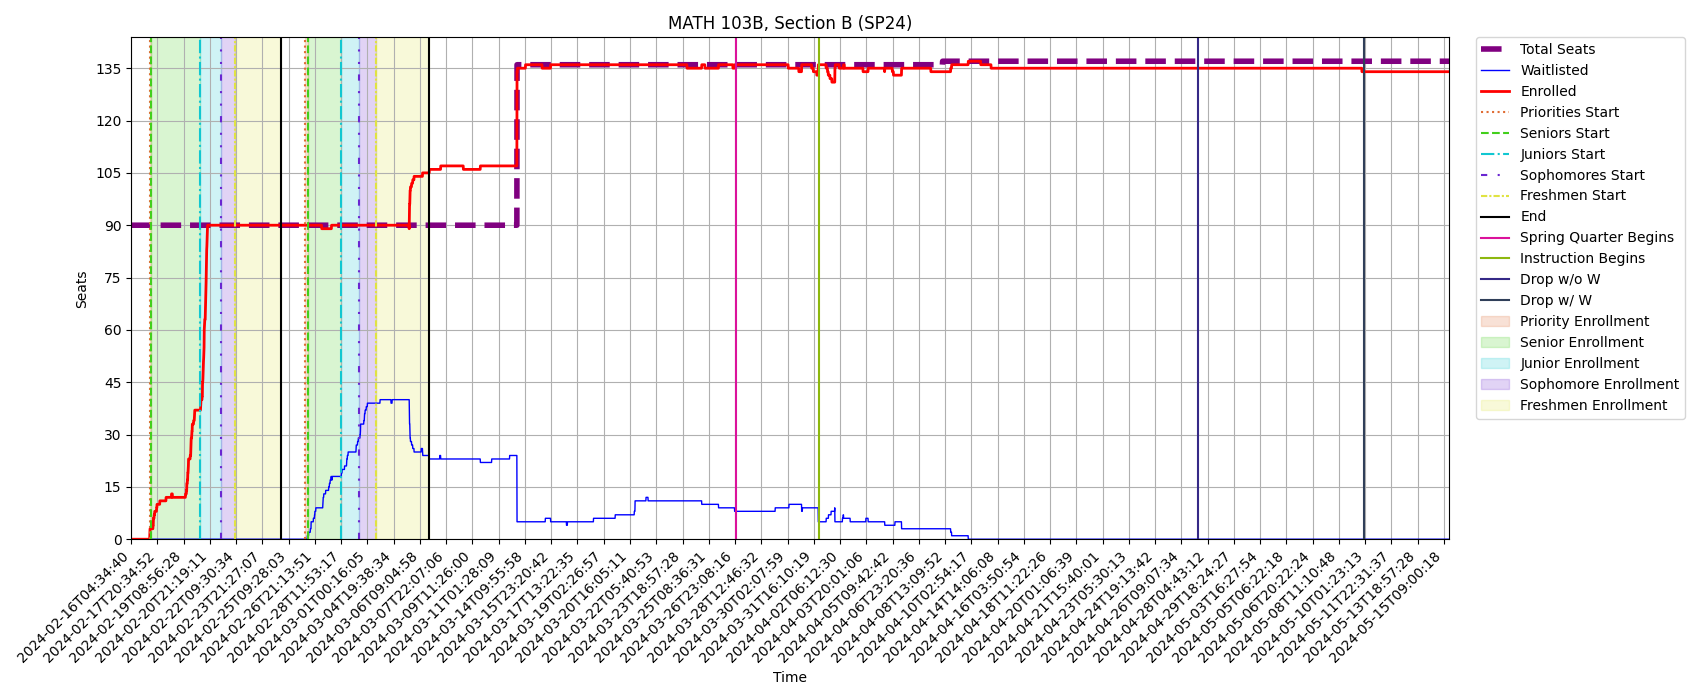 MATH 103B, Section B (SP24)
Seats
135
120
105
90
75
60
45
30
15
0
2024-02-16T04:34:40
2024-02-17T20:34:52
2024-02-19T08:56:28
2024-02-20T21:19:11
2024-02-22T09:30:34
2024-02-23T21:27:07
2024-02-25T09:28:03
2024-02-26T21:13:51
2024-02-28T11:53:17
2024-03-01T00:16:05
2024-03-04T19:38:34
2024-03-06T09:04:58
2024-03-07T22:07:06
2024-03-11T01:26:00
2024-03-11T11:28:09
2024-03-14T09:55:58
2024-03-15T23:20:42
2024-03-17T13:22:35
2024-03-19T02:26:57
2024-03-20T16:05:11
2024-03-22T05:40:53
2024-03-23T18:57:28
2024-03-25T08:36:31
2024-03-26T23:08:16
2024-03-28T12:46:32
2024-03-30T02:07:59
2024-03-31T16:10:19
2024-04-02T06:12:30
2024-04-03T20:01:06
2024-04-05T09:42:42
2024-04-06T23:20:36
2024-04-08T13:09:52
2024-04-10T02:54:17
2024-04-14T14:06:08
2024-04-16T03:50:54
2024-04-18T11:22:26
2024-04-20T01:06:39
2024-04-21T15:40:01
2024-04-23T05:30:13
2024-04-24T19:13:42
2024-04-26T09:07:34
2024-04-28T04:43:12
2024-04-29T18:24:27
2024-05-03T16:27:54
2024-05-05T06:22:18
2024-05-06T20:22:24
2024-05-08T11:10:48
2024-05-10T01:23:13
2024-05-11T22:31:37
2024-05-13T18:57:28
2024-05-15T09:00:18
Time
Total Seats
Waitlisted
Enrolled
Priorities Start
Seniors Start
Juniors Start
Sophomores Start
Freshmen Start
End
Spring Quarter Begins
Instruction Begins
Drop w/o W
Drop w/ W
Priority Enrollment
Senior Enrollment
Junior Enrollment
Sophomore Enrollment
Freshmen Enrollment